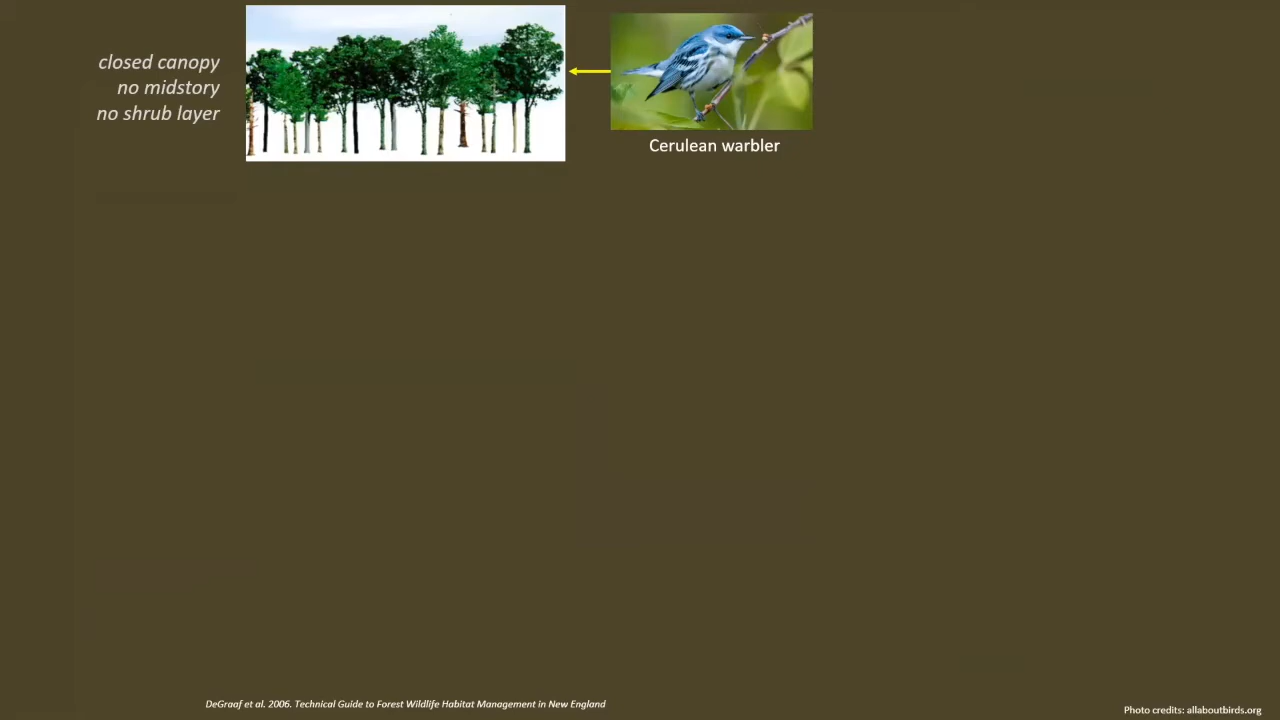 closed canopy
no midstory
no shrub layer
Cerulean warbler
DeGraaf et al. 2006. Technical Guide to Forest Wildlife Habitat Management in New England
Photo credits: allaboutbirds.org